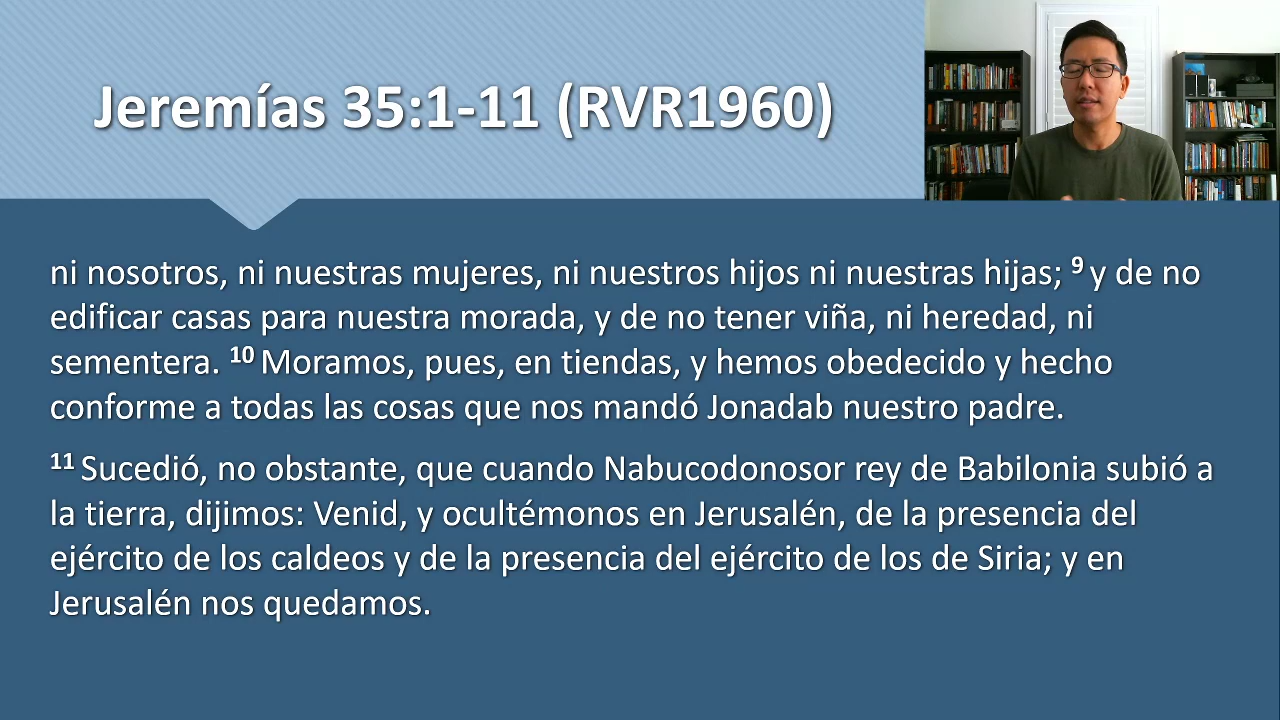 Jeremías 35:1-11 (RVR1960)
ni nosotros, ni nuestras mujeres, ni nuestros hijos ni nuestras hijas; 9 y de no
edificar casas para nuestra morada, y de no tener viña, ni heredad, ni
sementera. 10 Moramos, pues, en tiendas, y hemos obedecido y hecho
conforme a todas las cosas que nos mandó Jonadab nuestro padre.
11 Sucedió, no obstante, que cuando Nabucodonosor rey de Babilonia subió a
la tierra, dijimos: Venid, y ocultémonos en Jerusalén, de la presencia del
ejército de los caldeos y de la presencia del ejército de los de Siria; y en
Jerusalén nos quedamos.